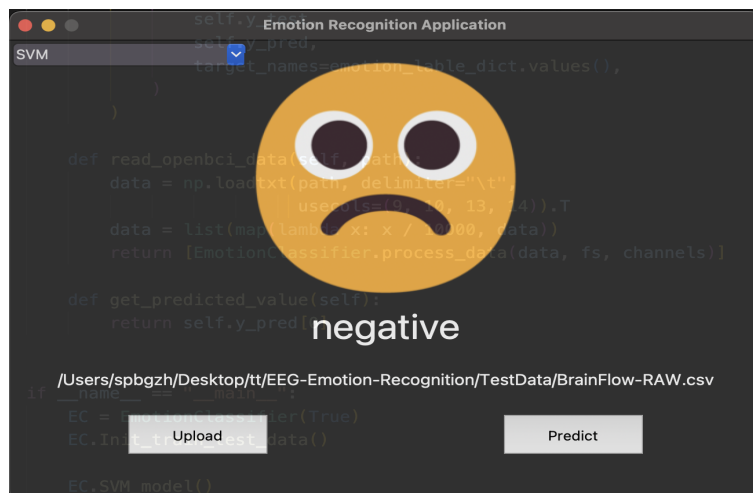 Emotion Recognition Application
SVM
self.y_test
self.y_pred,
target_names=emotion_lable_dict.values(),
)
)
def read_openbci_data(self, path):
data = np.loadtxt(path, delimiter="\t",
usecols=(9, 10, 13, 14)).T
data = list(map(lambda x: x / 10000, data))
return [EmotionClassifier.process_data(data, fs, channels)]
def get_predicted_value(self):
return self.y_pred[0]
negative
/Users/spbgzh/Desktop/tt/EEG-Emotion-Recognition/TestData/BrainFlow-RAW.csv
if __name__ == "__main__":
EC = EmotionClassifier(True)
Upload
Predict
EC.Init_train_test_data()
EC.SVM_model()